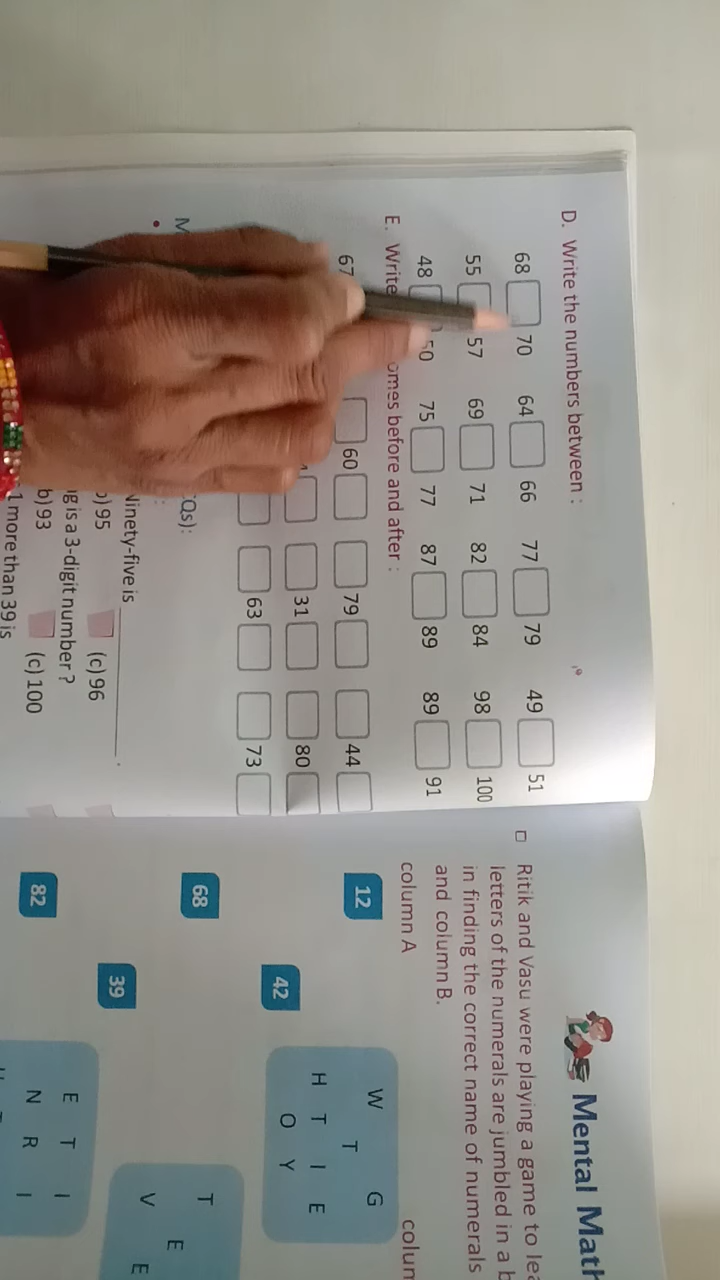 D. Write the numbers between :
68 70 64 66 77 79 49 51
55 57 69 71 82 84 98 100
48 50 75 77 87 89 89 91
E. Write before and after :
67 60 79 44
31 80
63 73
Ninety-five is
95 (c) 96
is a 3-digit number ?
b) 93 (c) 100
1 more than 39 is
Mental
Ritik and Vasu were playing a game to
letters of the numerals are jumbled in a
in finding the correct name of numerals
and column B.
column A
12
W G
T
H T I E
O Y
42
68
T
E
V E
39
E T I
N R I
82